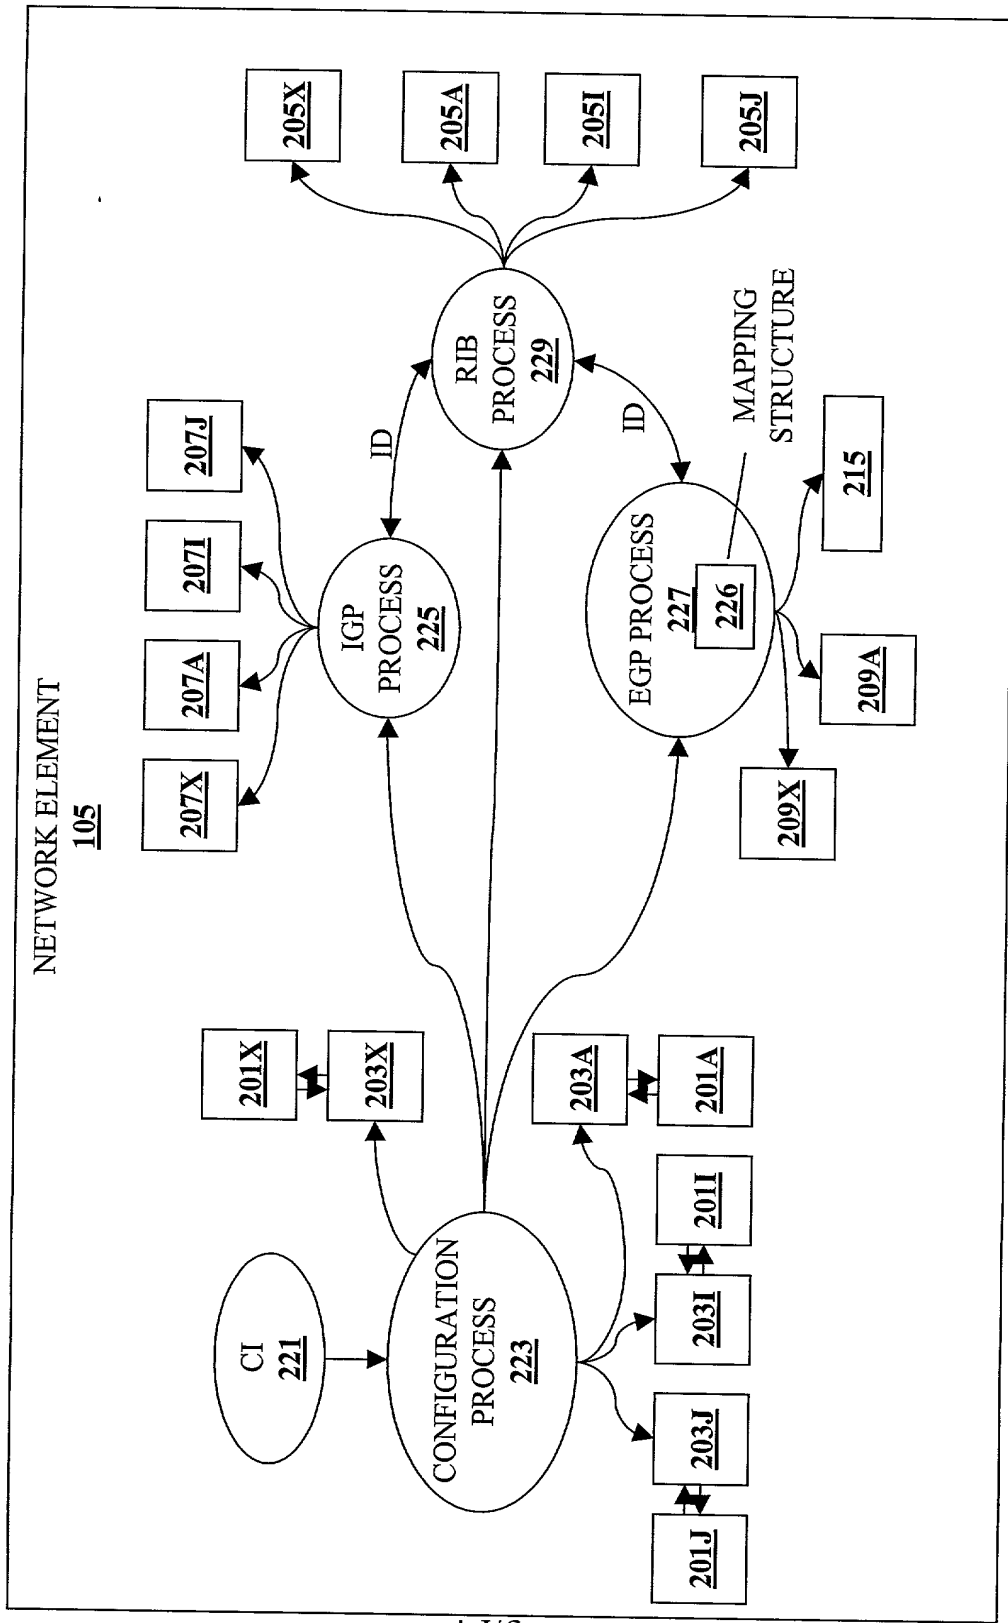 NETWORK ELEMENT
105
CI
221
CONFIGURATION
PROCESS
223
201X
203X
203A
201A
201I
203I
203J
201J
207X
207A
207I
207J
IGP
PROCESS
225
ID
RIB
PROCESS
229
205X
205A
205I
205J
ID
EGP PROCESS
227
226
MAPPING
STRUCTURE
209X
209A
215